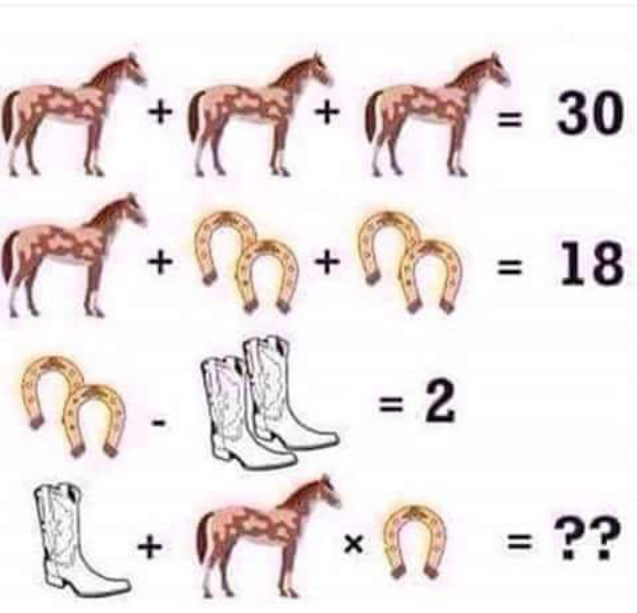 + + = 30
+ + = 18
- = 2
+ × = ??